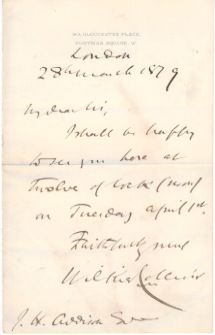 90, GLOUCESTER PLACE,
PORTMAN SQUARE. W.
London
28th March 1879
My dear Sir,
I shall be happy
to see you here at
Twelve o'clock (noon)
on Tuesday April 1st.
Faithfully yours
Wilkie Collins
J. H. Addison Esq